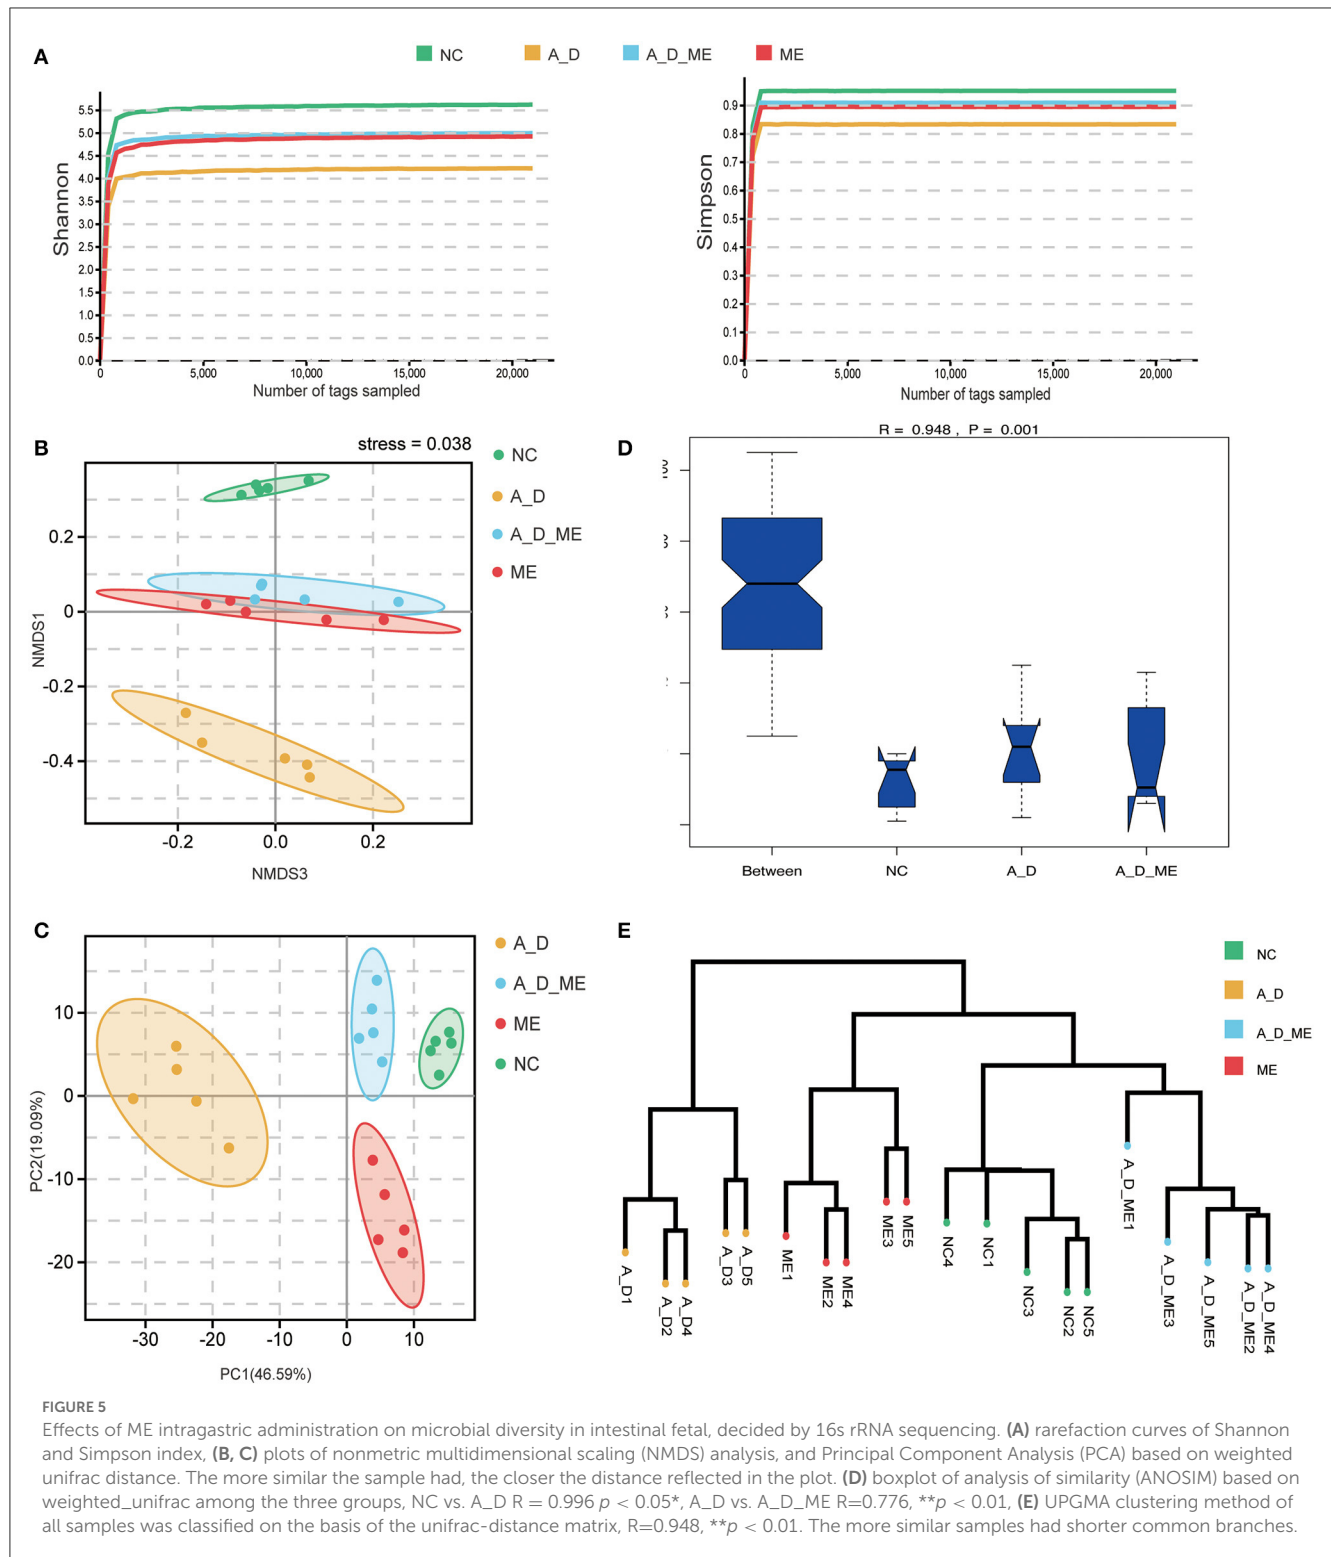 A
NC
A_D
A_D_ME
ME
Shannon
5.5
5.0
4.5
4.0
3.5
3.0
2.5
2.0
1.5
1.0
0.5
0.0
0
5,000
10,000
15,000
20,000
Number of tags sampled
Simpson
0.9
0.8
0.7
0.6
0.5
0.4
0.3
0.2
0.1
0.0
0
5,000
10,000
15,000
20,000
Number of tags sampled
B
stress = 0.038
NC
A_D
A_D_ME
ME
NMDS1
0.2
0
-0.2
-0.4
-0.2
0.0
0.2
NMDS3
D
R = 0.948 , P = 0.001
Between
NC
A_D
A_D_ME
C
A_D
A_D_ME
ME
NC
PC2(19.09%)
10
0
-10
-20
-30
-20
-10
0
10
PC1(46.59%)
E
NC
A_D
A_D_ME
ME
A_D1
A_D2
A_D4
A_D3
A_D5
ME1
ME2
ME4
ME3
ME5
NC4
NC1
NC3
NC2
NC5
A_D_ME1
A_D_ME3
A_D_ME5
A_D_ME2
A_D_ME4
FIGURE 5
Effects of ME intragastric administration on microbial diversity in intestinal fetal, decided by 16s rRNA sequencing. (A) rarefaction curves of Shannon
and Simpson index, (B, C) plots of nonmetric multidimensional scaling (NMDS) analysis, and Principal Component Analysis (PCA) based on weighted
unifrac distance. The more similar the sample had, the closer the distance reflected in the plot. (D) boxplot of analysis of similarity (ANOSIM) based on
weighted_unifrac among the three groups, NC vs. A_D R = 0.996 p < 0.05*, A_D vs. A_D_ME R=0.776, **p < 0.01, (E) UPGMA clustering method of
all samples was classified on the basis of the unifrac-distance matrix, R=0.948, **p < 0.01. The more similar samples had shorter common branches.